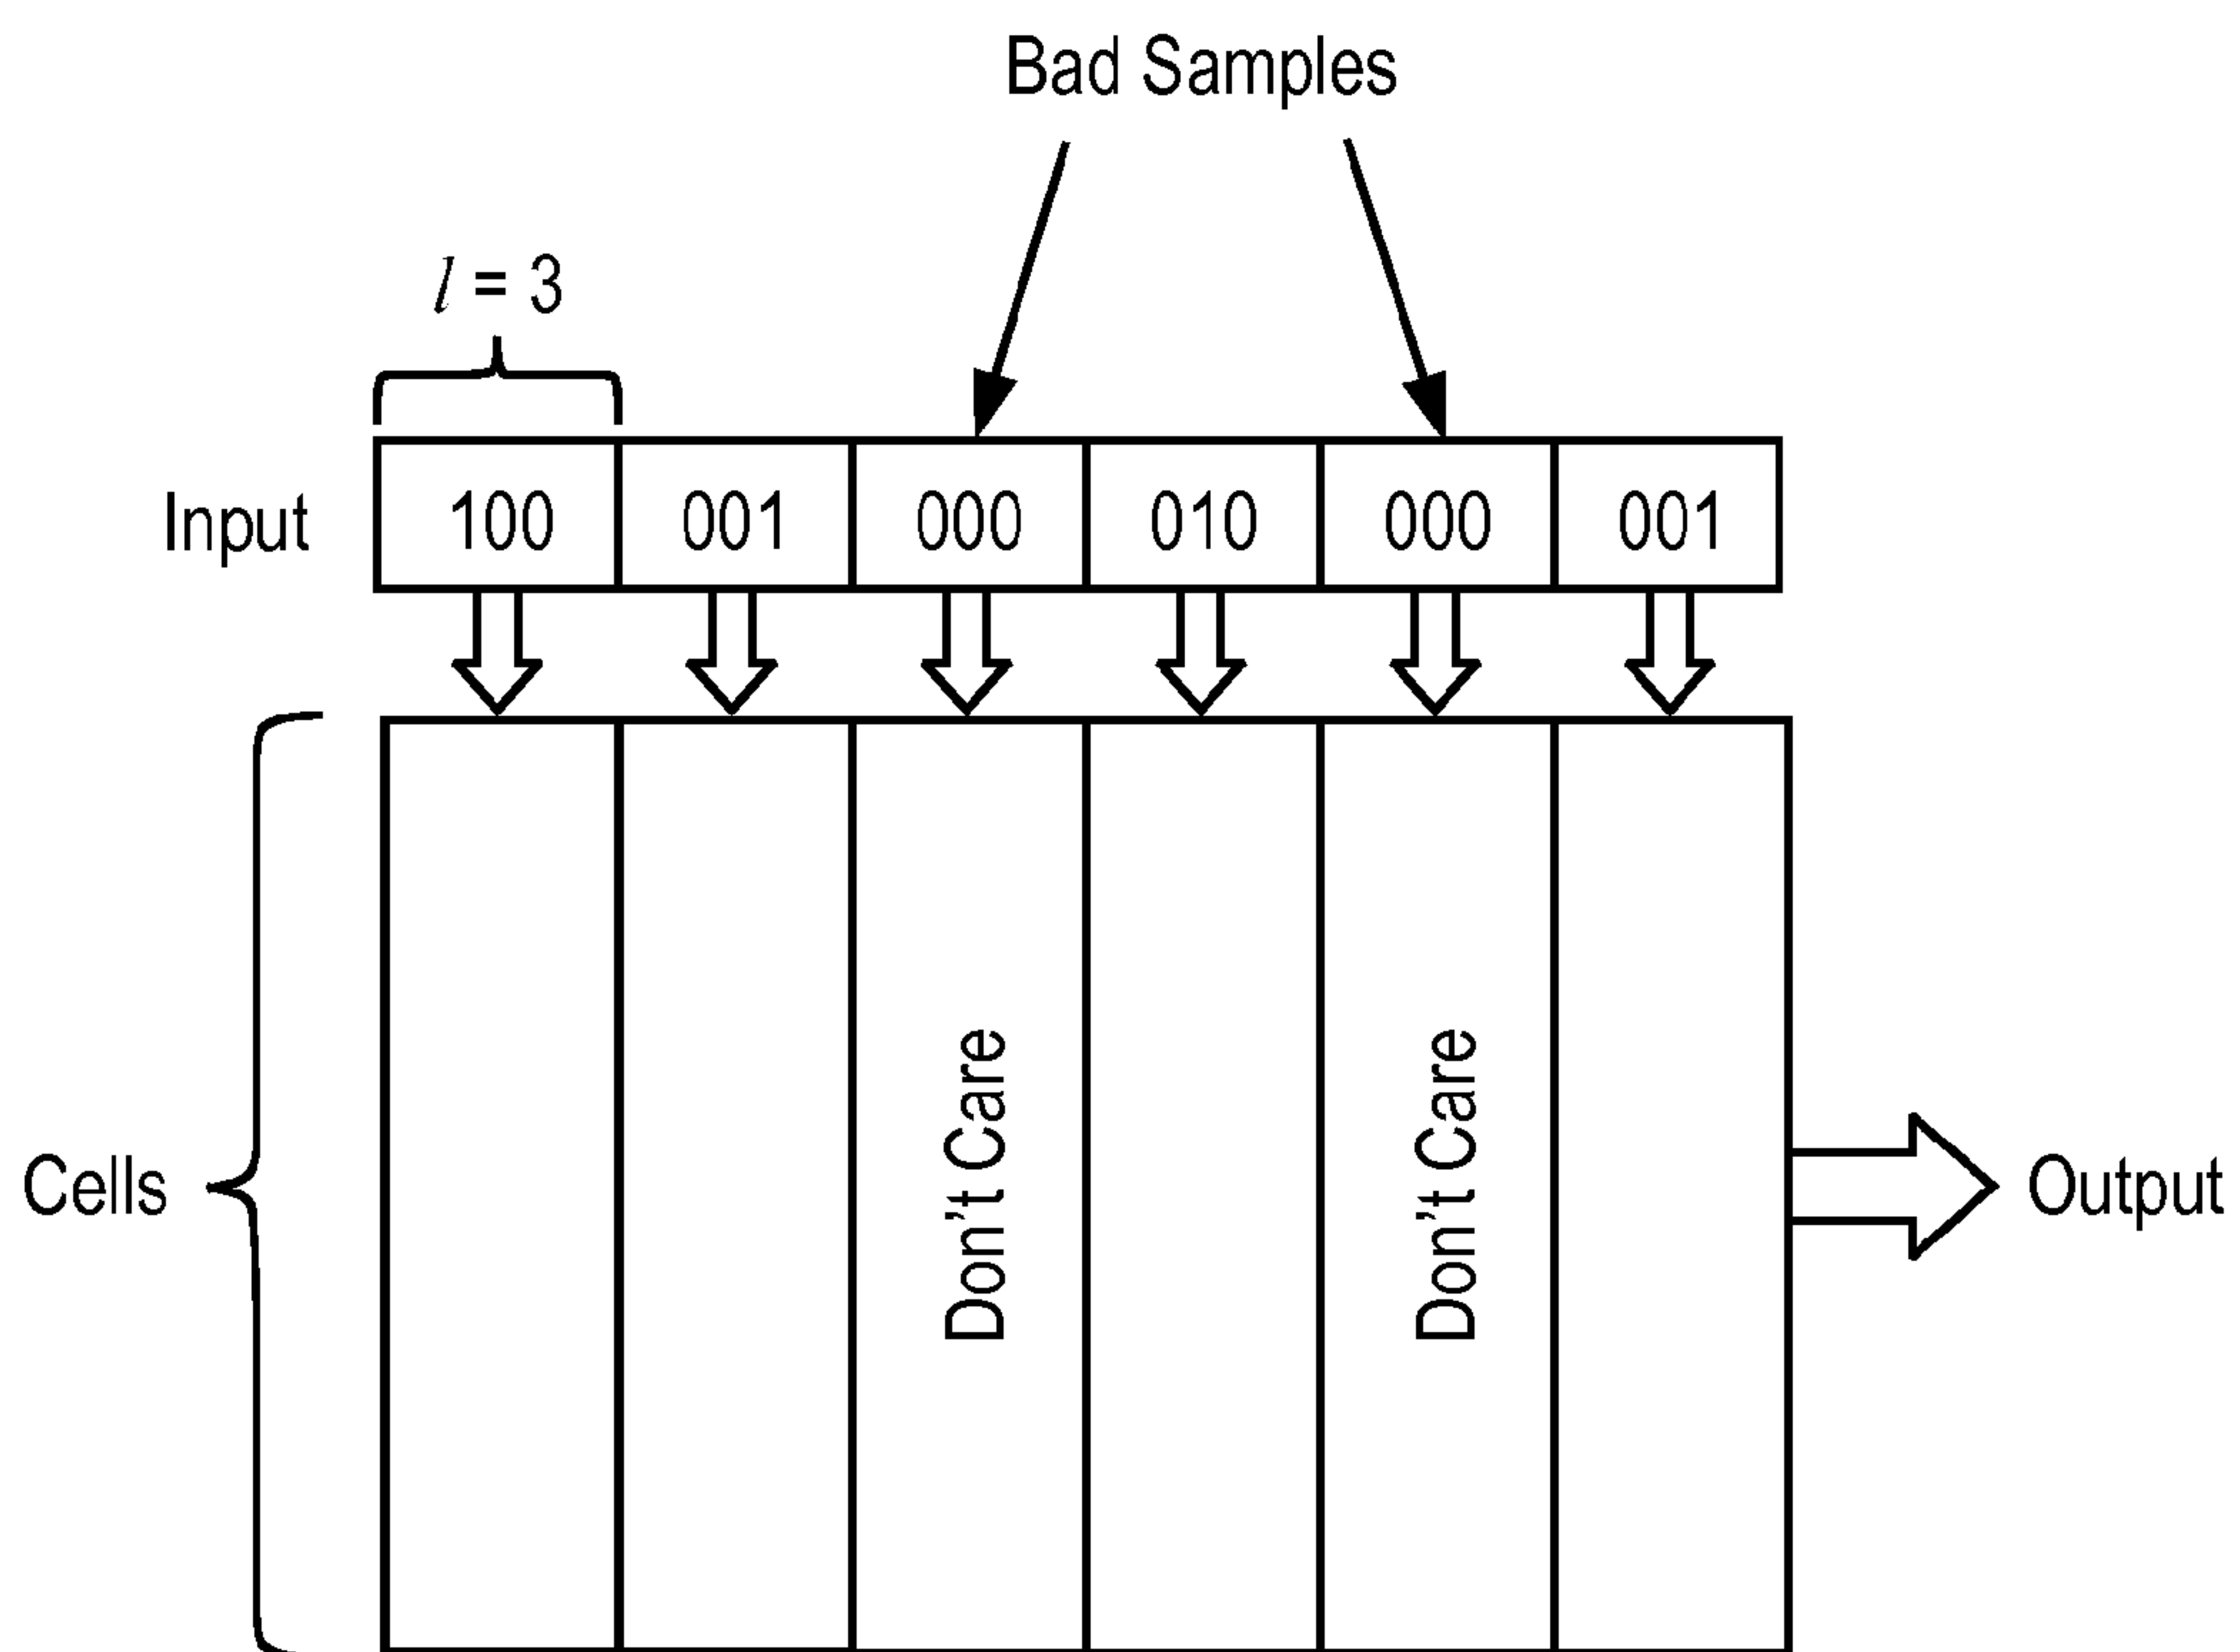 Bad Samples
l = 3
Input 100 001 000 010 000 001
Don't Care
Don't Care
Cells
Output